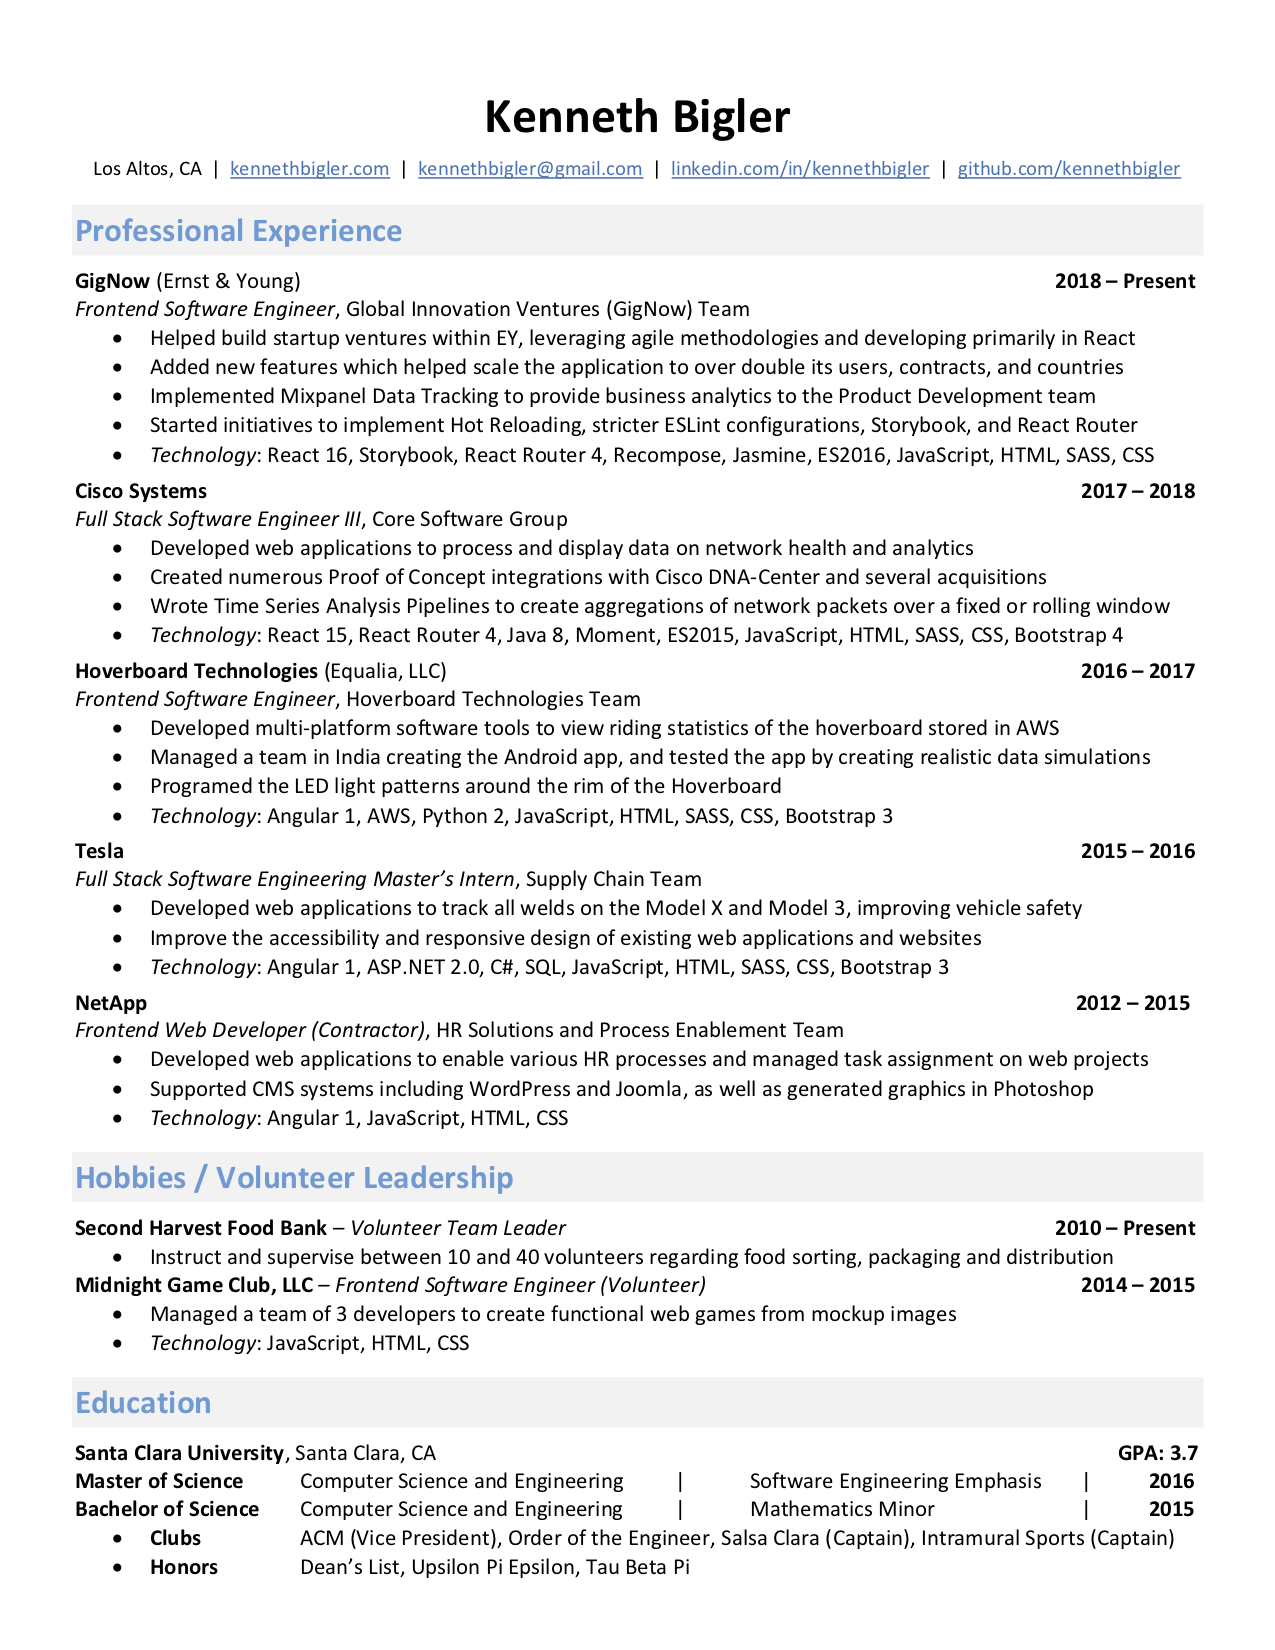 Kenneth Bigler
Los Altos, CA | kennethbigler.com | kennethbigler@gmail.com | linkedin.com/in/kennethbigler | github.com/kennethbigler
Professional Experience
GigNow (Ernst & Young) 2018 – Present
Frontend Software Engineer, Global Innovation Ventures (GigNow) Team
• Helped build startup ventures within EY, leveraging agile methodologies and developing primarily in React
• Added new features which helped scale the application to over double its users, contracts, and countries
• Implemented Mixpanel Data Tracking to provide business analytics to the Product Development team
• Started initiatives to implement Hot Reloading, stricter ESLint configurations, Storybook, and React Router
• Technology: React 16, Storybook, React Router 4, Recompose, Jasmine, ES2016, JavaScript, HTML, SASS, CSS
Cisco Systems 2017 – 2018
Full Stack Software Engineer III, Core Software Group
• Developed web applications to process and display data on network health and analytics
• Created numerous Proof of Concept integrations with Cisco DNA-Center and several acquisitions
• Wrote Time Series Analysis Pipelines to create aggregations of network packets over a fixed or rolling window
• Technology: React 15, React Router 4, Java 8, Moment, ES2015, JavaScript, HTML, SASS, CSS, Bootstrap 4
Hoverboard Technologies (Equalia, LLC) 2016 – 2017
Frontend Software Engineer, Hoverboard Technologies Team
• Developed multi-platform software tools to view riding statistics of the hoverboard stored in AWS
• Managed a team in India creating the Android app, and tested the app by creating realistic data simulations
• Programed the LED light patterns around the rim of the Hoverboard
• Technology: Angular 1, AWS, Python 2, JavaScript, HTML, SASS, CSS, Bootstrap 3
Tesla 2015 – 2016
Full Stack Software Engineering Master’s Intern, Supply Chain Team
• Developed web applications to track all welds on the Model X and Model 3, improving vehicle safety
• Improve the accessibility and responsive design of existing web applications and websites
• Technology: Angular 1, ASP.NET 2.0, C#, SQL, JavaScript, HTML, SASS, CSS, Bootstrap 3
NetApp 2012 – 2015
Frontend Web Developer (Contractor), HR Solutions and Process Enablement Team
• Developed web applications to enable various HR processes and managed task assignment on web projects
• Supported CMS systems including WordPress and Joomla, as well as generated graphics in Photoshop
• Technology: Angular 1, JavaScript, HTML, CSS
Hobbies / Volunteer Leadership
Second Harvest Food Bank – Volunteer Team Leader 2010 – Present
• Instruct and supervise between 10 and 40 volunteers regarding food sorting, packaging and distribution
Midnight Game Club, LLC – Frontend Software Engineer (Volunteer) 2014 – 2015
• Managed a team of 3 developers to create functional web games from mockup images
• Technology: JavaScript, HTML, CSS
Education
Santa Clara University, Santa Clara, CA GPA: 3.7
Master of Science Computer Science and Engineering | Software Engineering Emphasis | 2016
Bachelor of Science Computer Science and Engineering | Mathematics Minor | 2015
• Clubs ACM (Vice President), Order of the Engineer, Salsa Clara (Captain), Intramural Sports (Captain)
• Honors Dean’s List, Upsilon Pi Epsilon, Tau Beta Pi